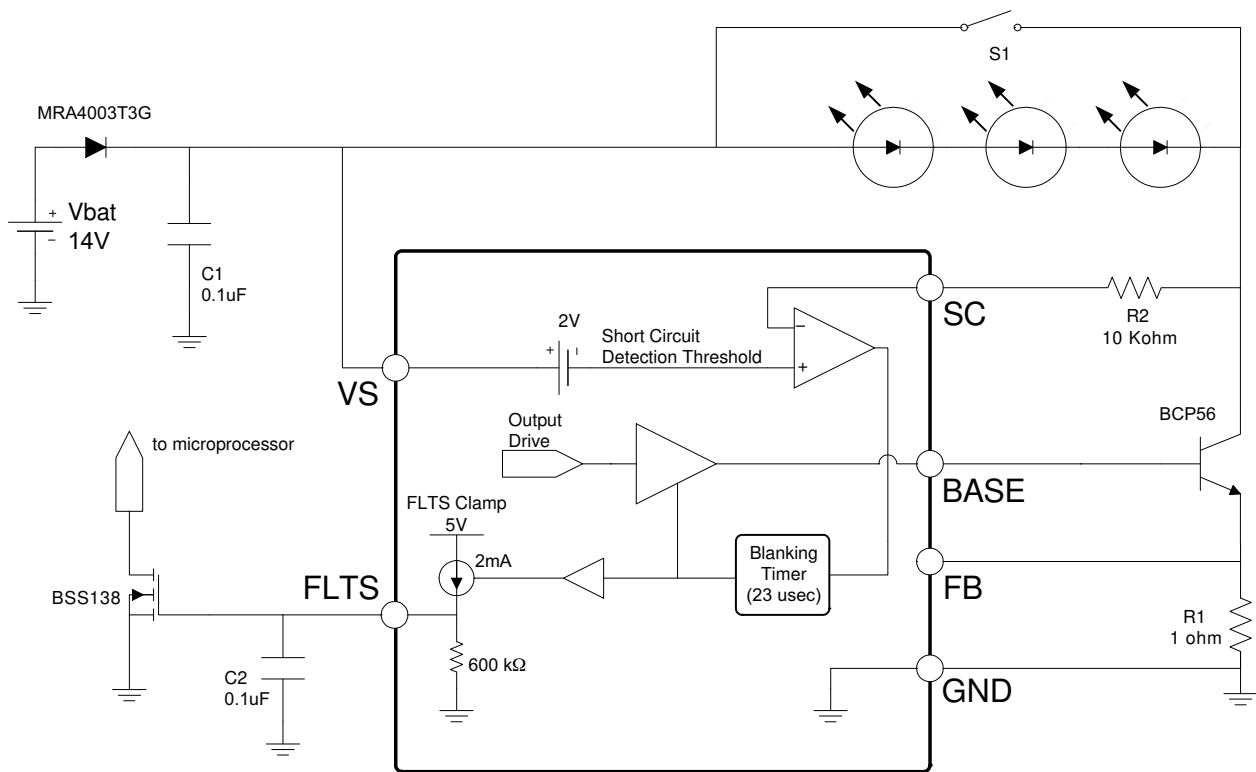 S1
MRA4003T3G
+
Vbat
–
14V
C1
0.1uF
SC
R2
10 Kohm
2V
+
–
Short Circuit
Detection Threshold
–
+
VS
BCP56
Output
Drive
to microprocessor
BASE
FLTS Clamp
5V
2mA
Blanking
Timer
(23 usec)
FLTS
FB
BSS138
R1
1 ohm
600 kΩ
C2
0.1uF
GND